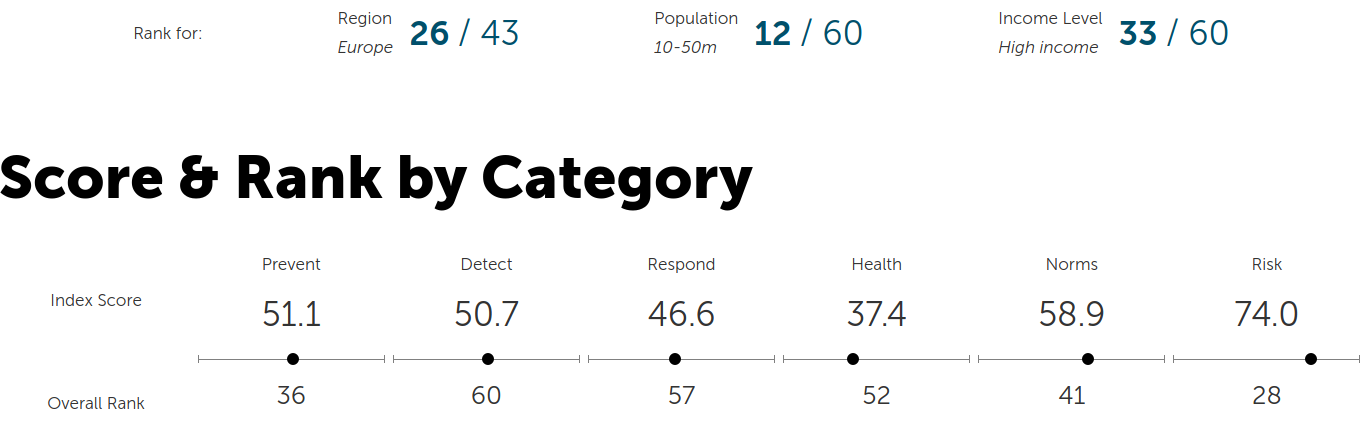 Rank for:
Region
Europe
26 / 43
Population
10-50m
12 / 60
Income Level
High income
33 / 60
Score & Rank by Category
Prevent Detect Respond Health Norms Risk
Index Score 51.1 50.7 46.6 37.4 58.9 74.0
Overall Rank 36 60 57 52 41 28